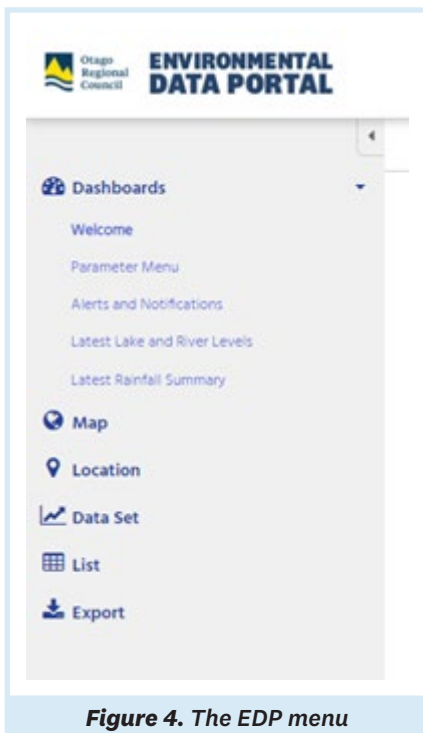 Otago
Regional
Council
ENVIRONMENTAL
DATA PORTAL
Dashboards
Welcome
Parameter Menu
Alerts and Notifications
Latest Lake and River Levels
Latest Rainfall Summary
Map
Location
Data Set
List
Export
Figure 4. The EDP menu